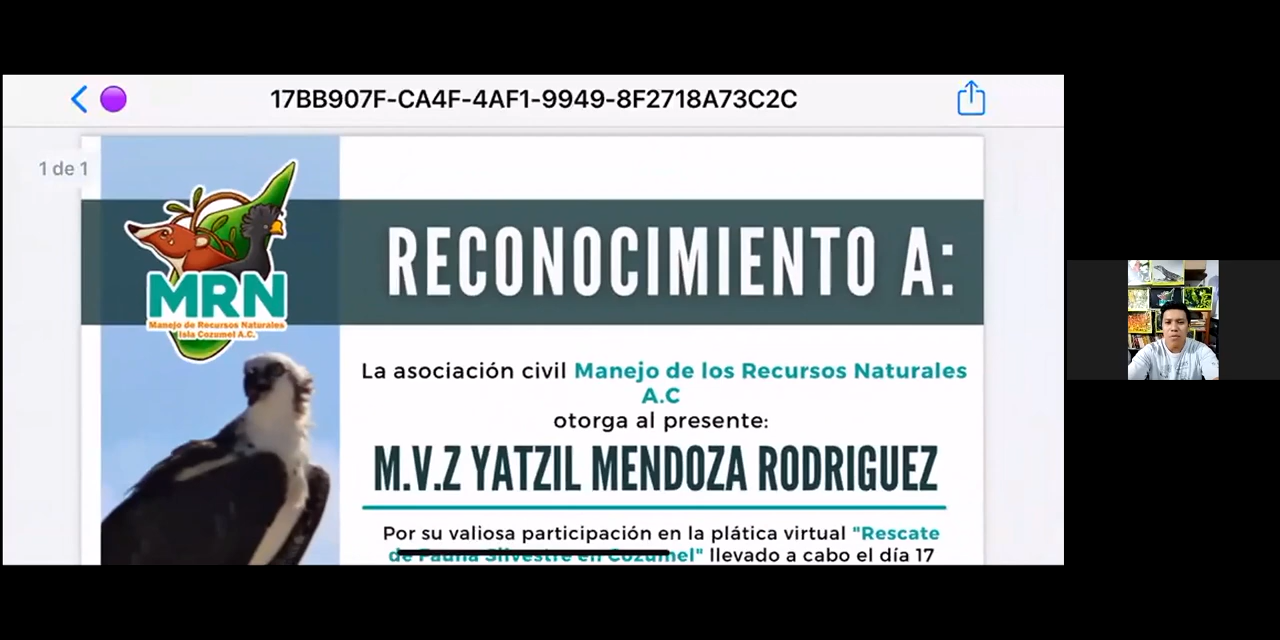 17BB907F-CA4F-4AF1-9949-8F2718A73C2C
1 de 1
MRN
Manejo de Recursos Naturales
Isla Cozumel A.C.
RECONOCIMIENTO A:
La asociación civil Manejo de los Recursos Naturales
A.C
otorga al presente:
M.V.Z YATZIL MENDOZA RODRIGUEZ
Por su valiosa participación en la plática virtual "Rescate
de Fauna Silvestre en Cozumel" llevado a cabo el día 17